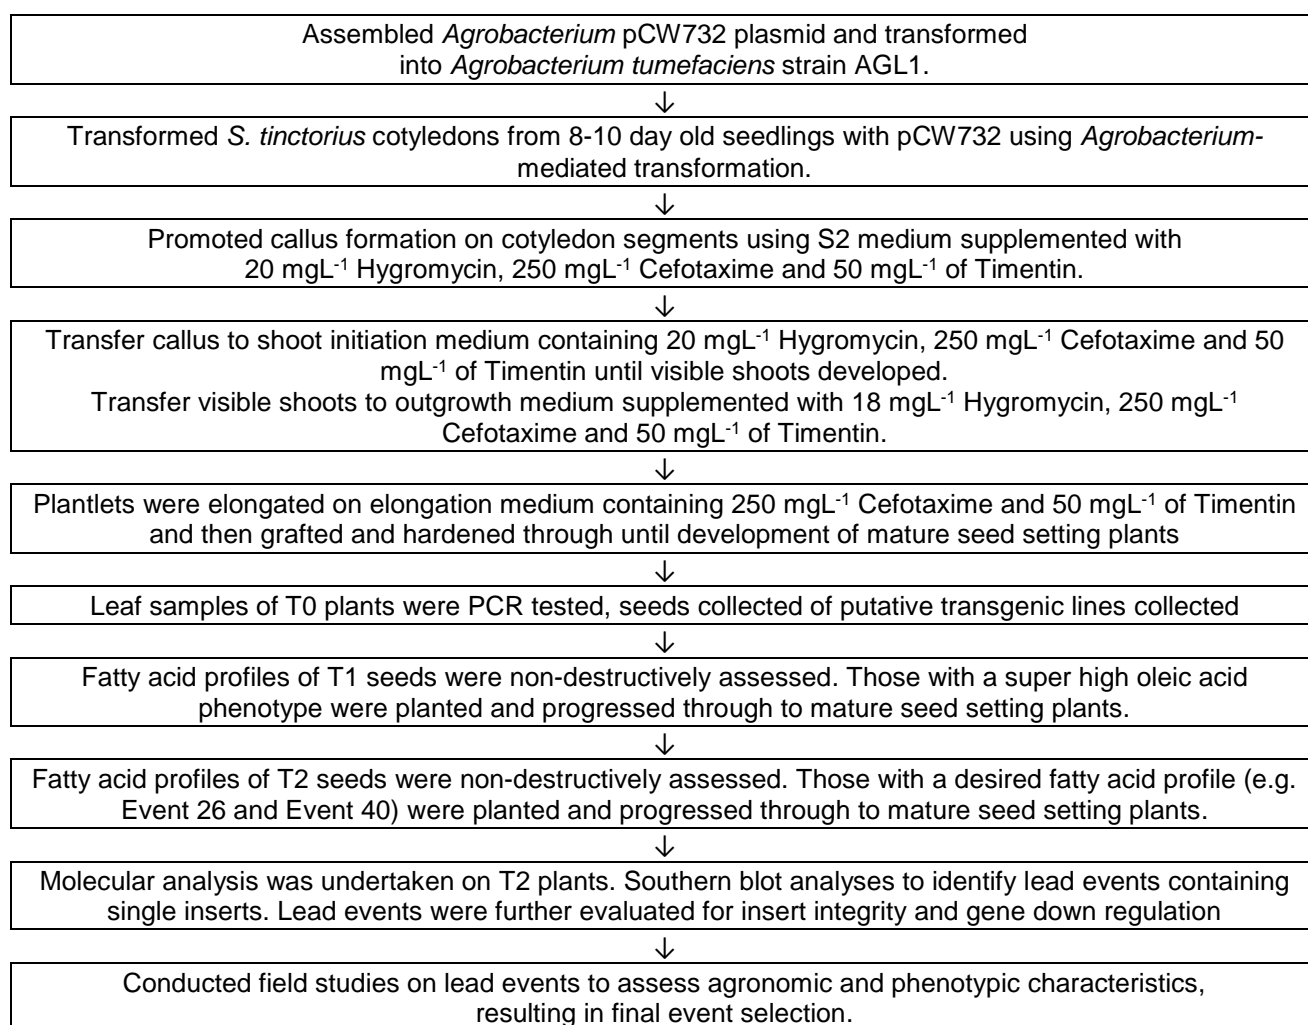 Assembled Agrobacterium pCW732 plasmid and transformed
into Agrobacterium tumefaciens strain AGL1.
↓
Transformed S. tinctorius cotyledons from 8-10 day old seedlings with pCW732 using Agrobacterium-
mediated transformation.
↓
Promoted callus formation on cotyledon segments using S2 medium supplemented with
20 mgL⁻¹ Hygromycin, 250 mgL⁻¹ Cefotaxime and 50 mgL⁻¹ of Timentin.
↓
Transfer callus to shoot initiation medium containing 20 mgL⁻¹ Hygromycin, 250 mgL⁻¹ Cefotaxime and 50
mgL⁻¹ of Timentin until visible shoots developed.
Transfer visible shoots to outgrowth medium supplemented with 18 mgL⁻¹ Hygromycin, 250 mgL⁻¹
Cefotaxime and 50 mgL⁻¹ of Timentin.
↓
Plantlets were elongated on elongation medium containing 250 mgL⁻¹ Cefotaxime and 50 mgL⁻¹ of Timentin
and then grafted and hardened through until development of mature seed setting plants
↓
Leaf samples of T0 plants were PCR tested, seeds collected of putative transgenic lines collected
↓
Fatty acid profiles of T1 seeds were non-destructively assessed. Those with a super high oleic acid
phenotype were planted and progressed through to mature seed setting plants.
↓
Fatty acid profiles of T2 seeds were non-destructively assessed. Those with a desired fatty acid profile (e.g.
Event 26 and Event 40) were planted and progressed through to mature seed setting plants.
↓
Molecular analysis was undertaken on T2 plants. Southern blot analyses to identify lead events containing
single inserts. Lead events were further evaluated for insert integrity and gene down regulation
↓
Conducted field studies on lead events to assess agronomic and phenotypic characteristics,
resulting in final event selection.